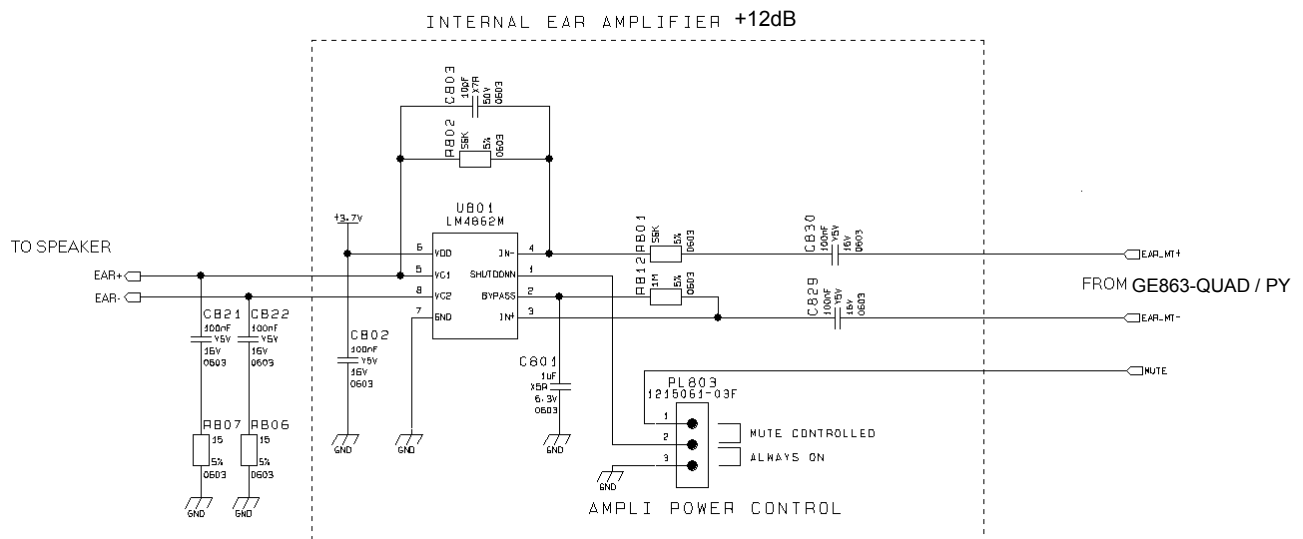 INTERNAL EAR AMPLIFIER +12dB
C803
10pF
X7R
50V
0603
R802
56K
5%
0603
+3.7V
U801
LM4862M
6 VDD IN- 4
5 VC1 SHUTDOWN 1
8 VC2 BYPASS 2
7 GND IN+ 3
R801
56K
5%
0603
R812
1M
5%
0603
C830
100nF
Y5V
16V
0603
C829
100nF
Y5V
16V
0603
TO SPEAKER
EAR+
EAR-
EAR_MT+
FROM GE863-QUAD / PY
EAR_MT-
MUTE
C821
100nF
Y5V
16V
0603
C822
100nF
Y5V
16V
0603
C802
100nF
Y5V
16V
0603
C801
1uF
X5R
6.3V
0603
R807
15
5%
0603
R806
15
5%
0603
PL803
1215061-03F
1
2
3
MUTE CONTROLLED
ALWAYS ON
GND
GND
GND
GND
GND
GND
AMPLI POWER CONTROL